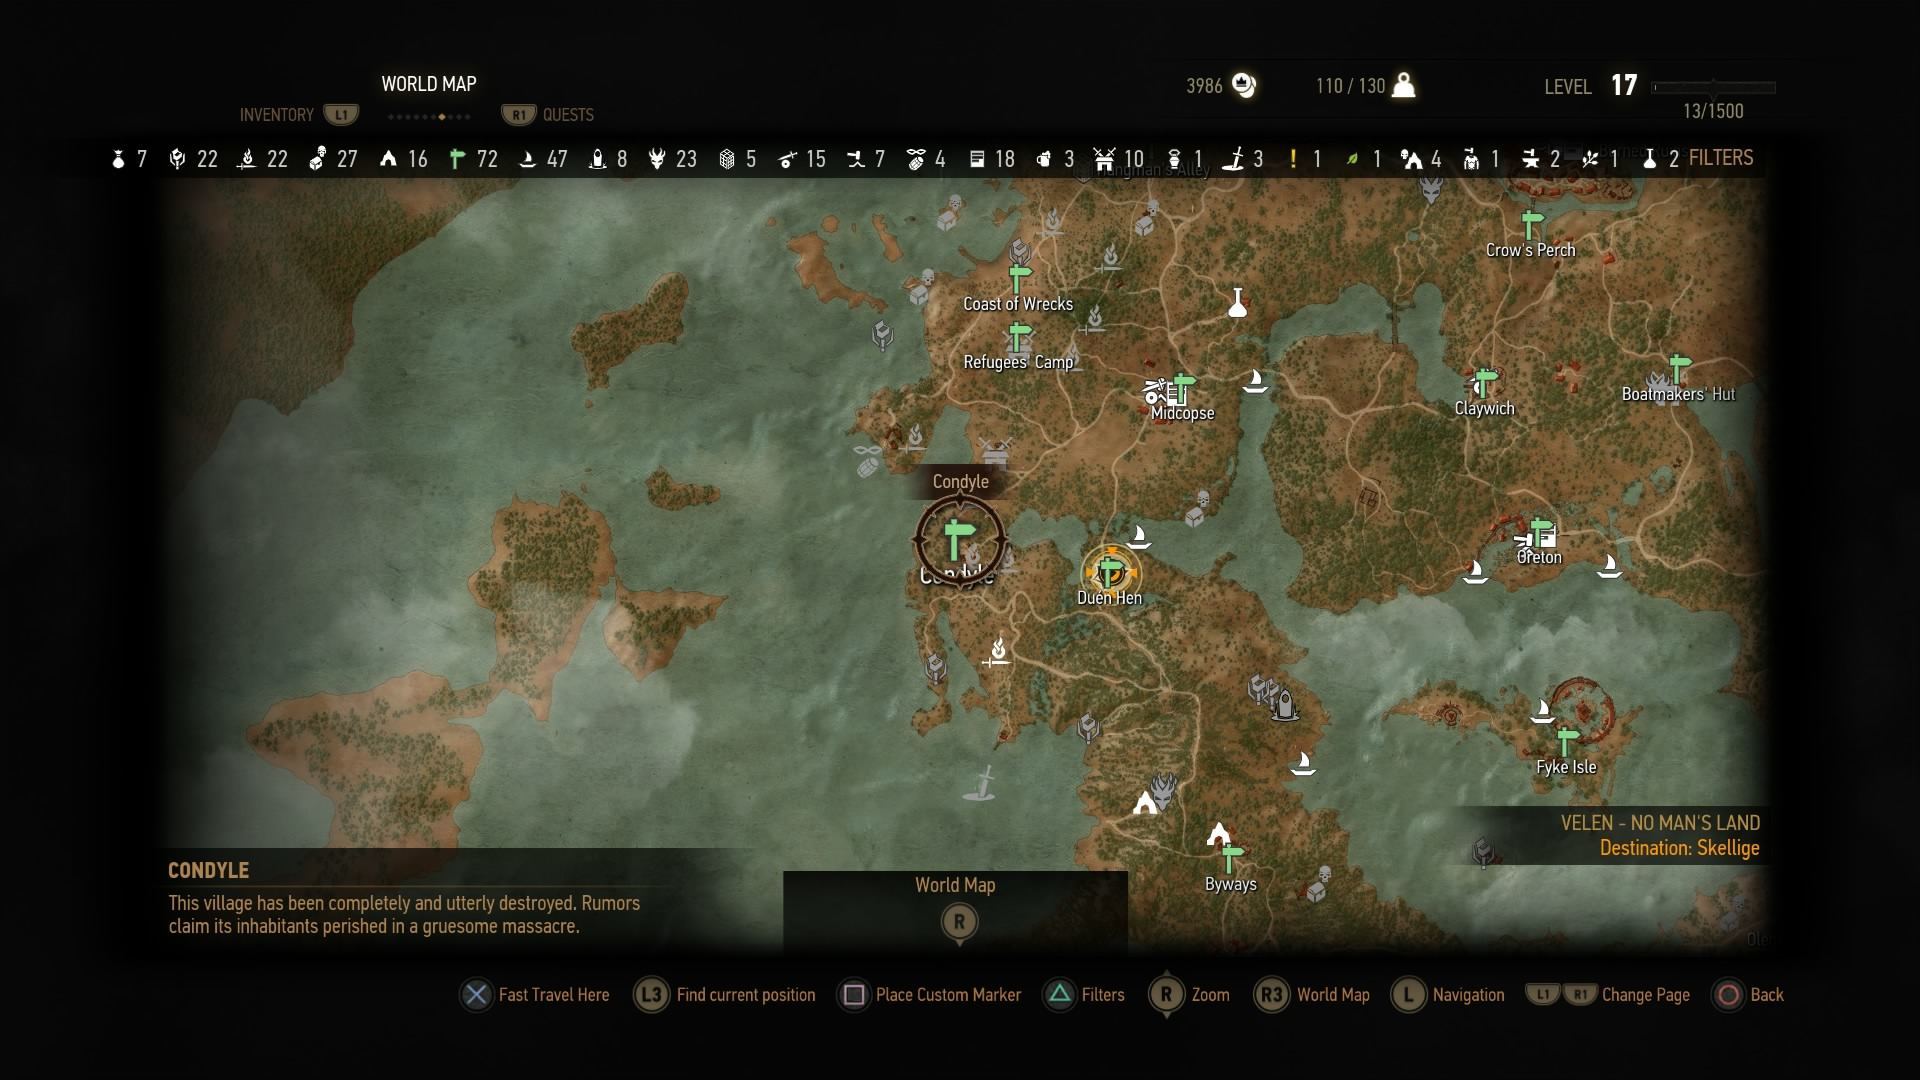 WORLD MAP
INVENTORY L1 R1 QUESTS
3986 110 / 130 LEVEL 17
13/1500
7 22 22 27 16 72 47 8 23 5 15 7 4 18 3 10 1 3 1 1 4 1 2 1 2 FILTERS
Hangman's Alley
Crow's Perch
Coast of Wrecks
Refugees' Camp
Boatmakers' Hut
Claywich
Midcopse
Condyle
Oreton
Condyle
Duén Hen
Fyke Isle
VELEN - NO MAN'S LAND
Destination: Skellige
CONDYLE
This village has been completely and utterly destroyed. Rumors
claim its inhabitants perished in a gruesome massacre.
Byways
World Map
R
Fast Travel Here L3 Find current position Place Custom Marker Filters R Zoom R3 World Map L Navigation L1 R1 Change Page Back